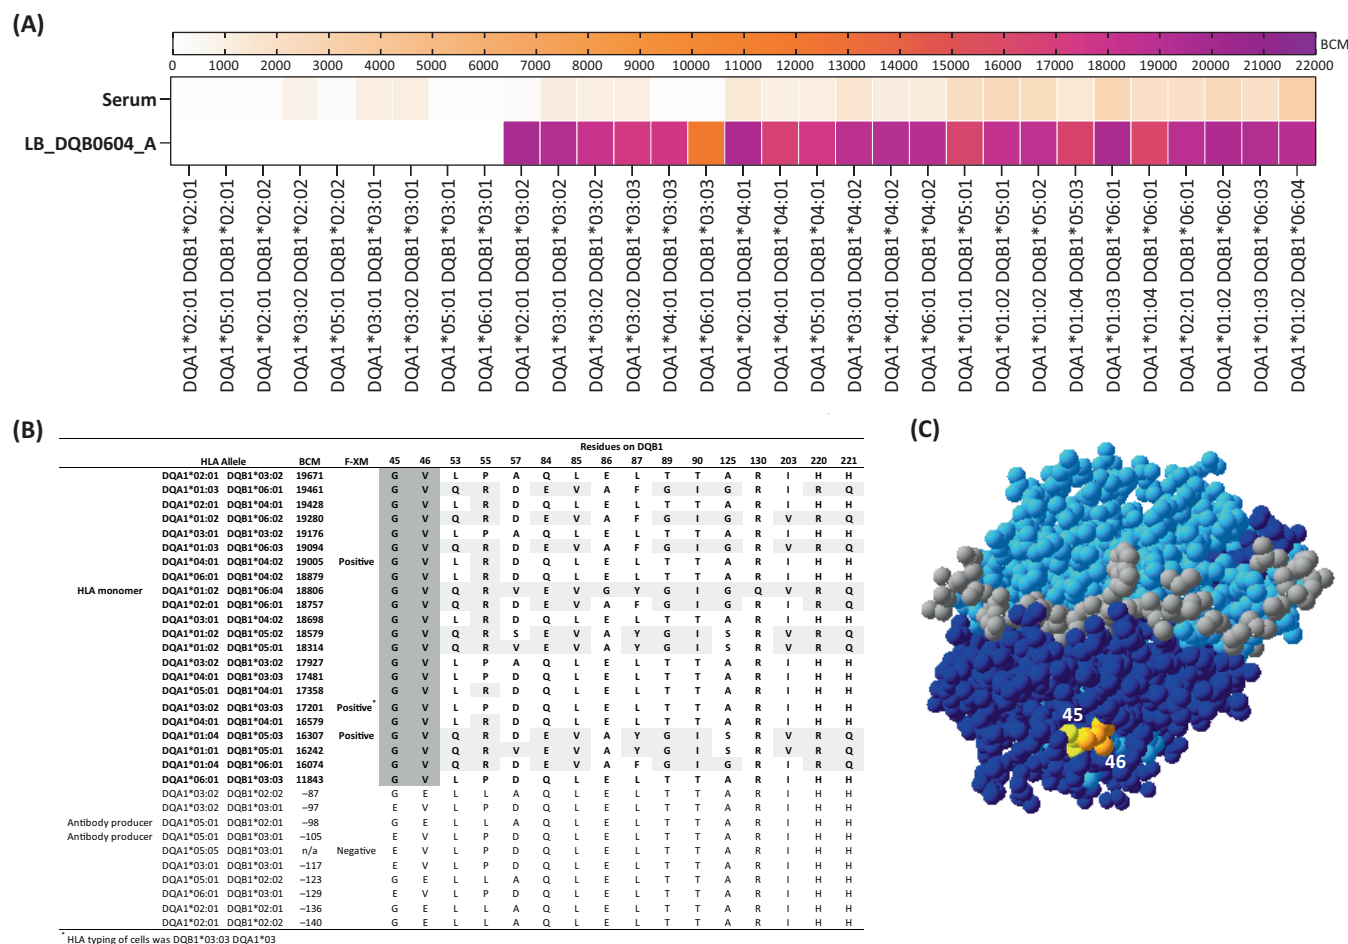 (A)
BCM
0 1000 2000 3000 4000 5000 6000 7000 8000 9000 10000 11000 12000 13000 14000 15000 16000 17000 18000 19000 20000 21000 22000
Serum
LB_DQB0604_A
DQA1*02:01 DQB1*02:01
DQA1*05:01 DQB1*02:01
DQA1*02:01 DQB1*02:02
DQA1*03:02 DQB1*02:02
DQA1*05:01 DQB1*02:02
DQA1*03:01 DQB1*03:01
DQA1*03:02 DQB1*03:01
DQA1*05:01 DQB1*03:01
DQA1*06:01 DQB1*03:01
DQA1*02:01 DQB1*03:02
DQA1*03:01 DQB1*03:02
DQA1*03:02 DQB1*03:02
DQA1*03:02 DQB1*03:03
DQA1*04:01 DQB1*03:03
DQA1*06:01 DQB1*03:03
DQA1*02:01 DQB1*04:01
DQA1*04:01 DQB1*04:01
DQA1*05:01 DQB1*04:01
DQA1*03:01 DQB1*04:02
DQA1*04:01 DQB1*04:02
DQA1*06:01 DQB1*04:02
DQA1*01:01 DQB1*05:01
DQA1*01:02 DQB1*05:01
DQA1*01:02 DQB1*05:02
DQA1*01:04 DQB1*05:03
DQA1*01:03 DQB1*06:01
DQA1*01:04 DQB1*06:01
DQA1*02:01 DQB1*06:01
DQA1*01:02 DQB1*06:02
DQA1*01:03 DQB1*06:03
DQA1*01:02 DQB1*06:04
(B)
Residues on DQB1
HLA Allele BCM F-XM 45 46 53 55 57 84 85 86 87 89 90 125 130 203 220 221
DQA1*02:01 DQB1*03:02 19671 G V L P A Q L E L T T A R I H H
DQA1*01:03 DQB1*06:01 19461 G V Q R D E V A F G I G R I R Q
DQA1*02:01 DQB1*04:01 19428 G V L R D Q L E L T T A R I H H
DQA1*01:02 DQB1*06:02 19280 G V Q R D E V A F G I G R V R Q
DQA1*03:01 DQB1*03:02 19176 G V L P A Q L E L T T A R I H H
DQA1*01:03 DQB1*06:03 19094 G V Q R D E V A F G I G R V R Q
DQA1*04:01 DQB1*04:02 19005 Positive G V L R D Q L E L T T A R I H H
DQA1*06:01 DQB1*04:02 18879 G V L R D Q L E L T T A R I H H
HLA monomer DQA1*01:02 DQB1*06:04 18806 G V Q R V E V G Y G I G Q V R Q
DQA1*02:01 DQB1*06:01 18757 G V Q R D E V A F G I G R I R Q
DQA1*03:01 DQB1*04:02 18698 G V L R D Q L E L T T A R I H H
DQA1*01:02 DQB1*05:02 18579 G V Q R S E V A Y G I S R V R Q
DQA1*01:02 DQB1*05:01 18314 G V Q R V E V A Y G I S R V R Q
DQA1*03:02 DQB1*03:02 17927 G V L P A Q L E L T T A R I H H
DQA1*04:01 DQB1*03:03 17481 G V L P D Q L E L T T A R I H H
DQA1*05:01 DQB1*04:01 17358 G V L R D Q L E L T T A R I H H
DQA1*03:02 DQB1*03:03 17201 Positive* G V L P D Q L E L T T A R I H H
DQA1*04:01 DQB1*04:01 16579 G V L R D Q L E L T T A R I H H
DQA1*01:04 DQB1*05:03 16307 Positive G V Q R D E V A Y G I S R V R Q
DQA1*01:01 DQB1*05:01 16242 G V Q R V E V A Y G I S R V R Q
DQA1*01:04 DQB1*06:01 16074 G V Q R D E V A F G I G R I R Q
DQA1*06:01 DQB1*03:03 11843 G V L P D Q L E L T T A R I H H
DQA1*03:02 DQB1*02:02 –87 G E L L A Q L E L T T A R I H H
DQA1*03:02 DQB1*03:01 –97 E V L P D Q L E L T T A R I H H
Antibody producer DQA1*05:01 DQB1*02:01 –98 G E L L A Q L E L T T A R I H H
Antibody producer DQA1*05:01 DQB1*03:01 –105 E V L P D Q L E L T T A R I H H
DQA1*05:05 DQB1*03:01 n/a Negative E V L P D Q L E L T T A R I H H
DQA1*03:01 DQB1*03:01 –117 E V L P D Q L E L T T A R I H H
DQA1*05:01 DQB1*02:02 –123 G E L L A Q L E L T T A R I H H
DQA1*06:01 DQB1*03:01 –129 E V L P D Q L E L T T A R I H H
DQA1*02:01 DQB1*02:01 –136 G E L L A Q L E L T T A R I H H
DQA1*02:01 DQB1*02:02 –140 G E L L A Q L E L T T A R I H H
* HLA typing of cells was DQB1*03:03 DQA1*03
(C)
45
46